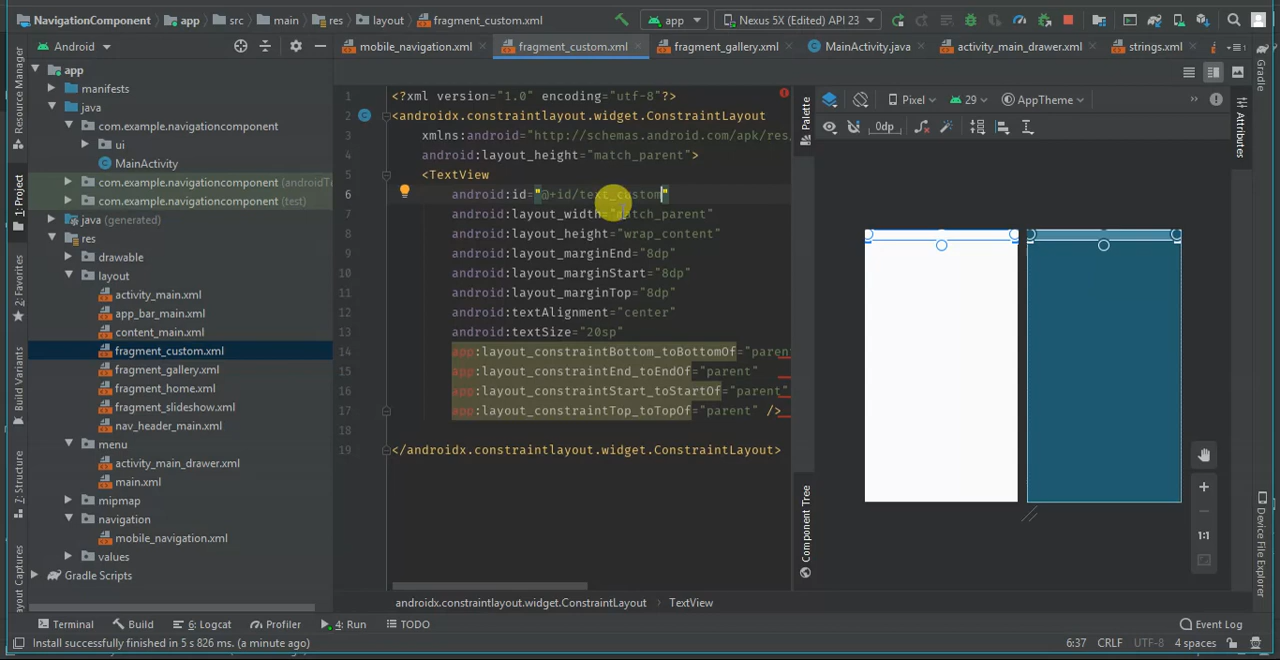 NavigationComponent app src main res layout fragment_custom.xml app Nexus 5X (Edited) API 23
Android mobile_navigation.xml fragment_custom.xml fragment_gallery.xml MainActivity.java activity_main_drawer.xml strings.xml
Resource Manager
1: Project
2: Favorites
Build Variants
7: Structure
Layout Captures
app
manifests
java
com.example.navigationcomponent
ui
MainActivity
com.example.navigationcomponent (androidTe
com.example.navigationcomponent (test)
java (generated)
res
drawable
layout
activity_main.xml
app_bar_main.xml
content_main.xml
fragment_custom.xml
fragment_gallery.xml
fragment_home.xml
fragment_slideshow.xml
nav_header_main.xml
menu
activity_main_drawer.xml
main.xml
mipmap
navigation
mobile_navigation.xml
values
Gradle Scripts
1 <?xml version="1.0" encoding="utf-8"?>
2 <androidx.constraintlayout.widget.ConstraintLayout
3 xmlns:android="http://schemas.android.com/apk/res/
4 android:layout_height="match_parent">
5 <TextView
6 android:id="@+id/text_custom"
7 android:layout_width="match_parent"
8 android:layout_height="wrap_content"
9 android:layout_marginEnd="8dp"
10 android:layout_marginStart="8dp"
11 android:layout_marginTop="8dp"
12 android:textAlignment="center"
13 android:textSize="20sp"
14 app:layout_constraintBottom_toBottomOf="paren
15 app:layout_constraintEnd_toEndOf="parent"
16 app:layout_constraintStart_toStartOf="parent"
17 app:layout_constraintTop_toTopOf="parent" />
18
19 </androidx.constraintlayout.widget.ConstraintLayout>
androidx.constraintlayout.widget.ConstraintLayout TextView
Palette
Component Tree
Pixel 29 AppTheme
0dp
1:1
Attributes
Gradle
Device File Explorer
Terminal Build 6: Logcat Profiler 4: Run TODO Event Log
Install successfully finished in 5 s 826 ms. (a minute ago) 6:37 CRLF UTF-8 4 spaces